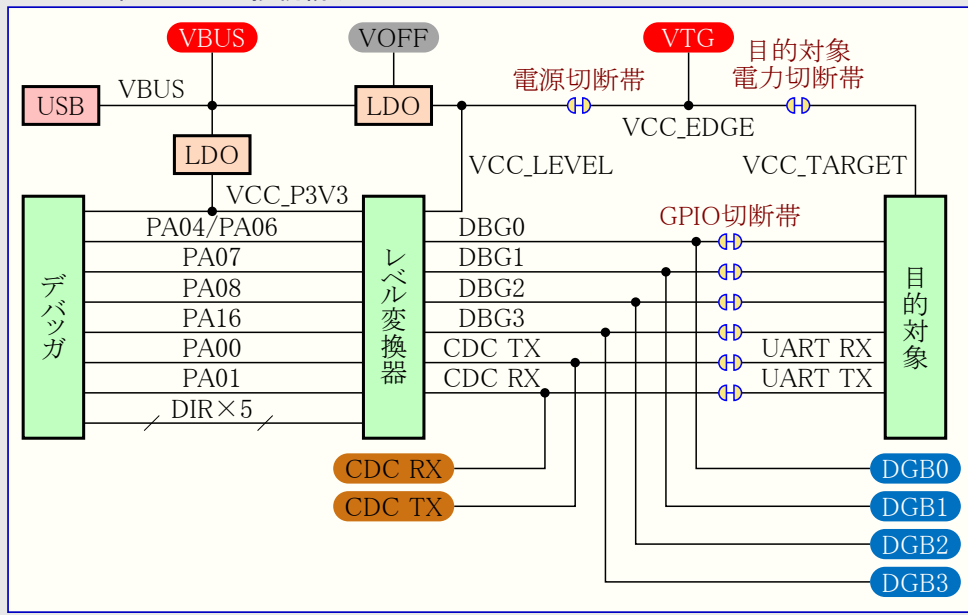 VBUS
VOFF
VTG
目的対象
電力切断帯
電源切断帯
USB
VBUS
LDO
VCC_EDGE
LDO
VCC_LEVEL
VCC_TARGET
VCC_P3V3
PA04/PA06
DBG0
GPIO切断帯
PA07
DBG1
PA08
DBG2
PA16
DBG3
PA00
CDC TX
UART RX
PA01
CDC RX
UART TX
DIR×5
デバッガ
レベル変換器
目的対象
CDC RX
DGB0
CDC TX
DGB1
DGB2
DGB3